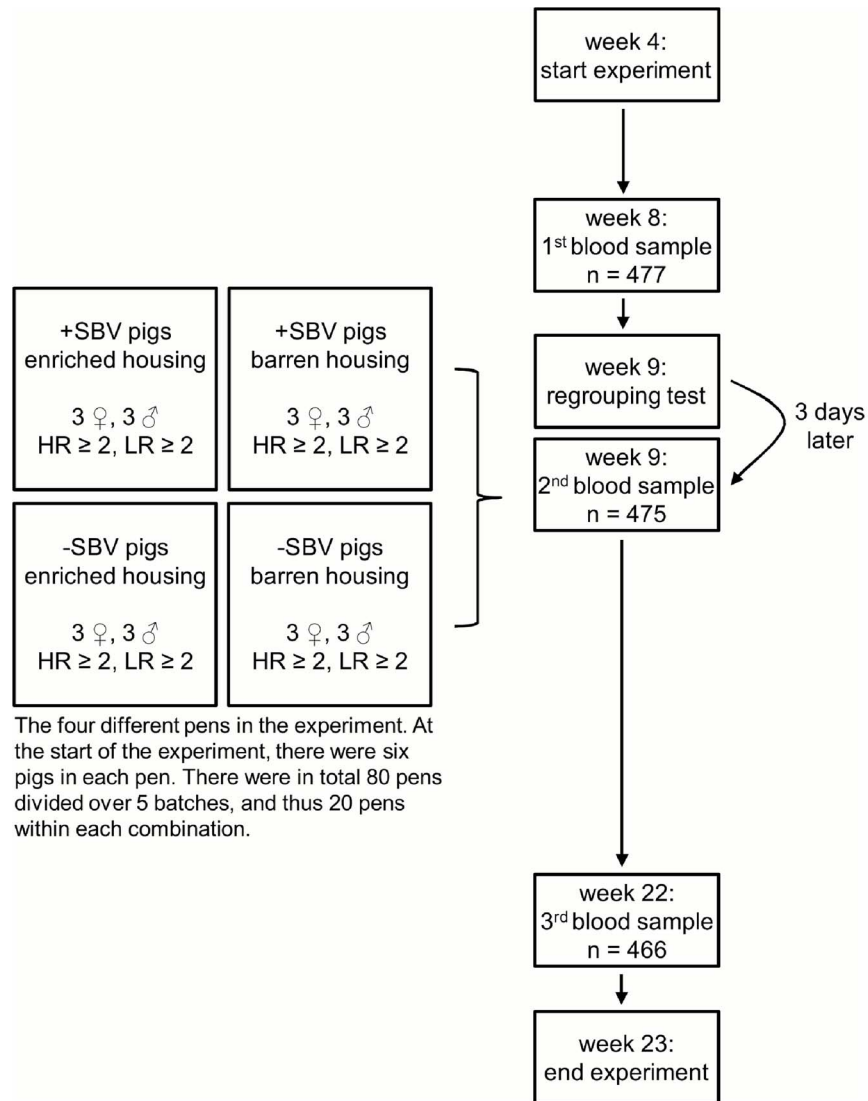 week 4:
start experiment
week 8:
1st blood sample
n = 477
+SBV pigs
enriched housing
3 ♀, 3 ♂
HR ≥ 2, LR ≥ 2
+SBV pigs
barren housing
3 ♀, 3 ♂
HR ≥ 2, LR ≥ 2
week 9:
regrouping test
3 days
later
week 9:
2nd blood sample
n = 475
-SBV pigs
enriched housing
3 ♀, 3 ♂
HR ≥ 2, LR ≥ 2
-SBV pigs
barren housing
3 ♀, 3 ♂
HR ≥ 2, LR ≥ 2
The four different pens in the experiment. At
the start of the experiment, there were six
pigs in each pen. There were in total 80 pens
divided over 5 batches, and thus 20 pens
within each combination.
week 22:
3rd blood sample
n = 466
week 23:
end experiment